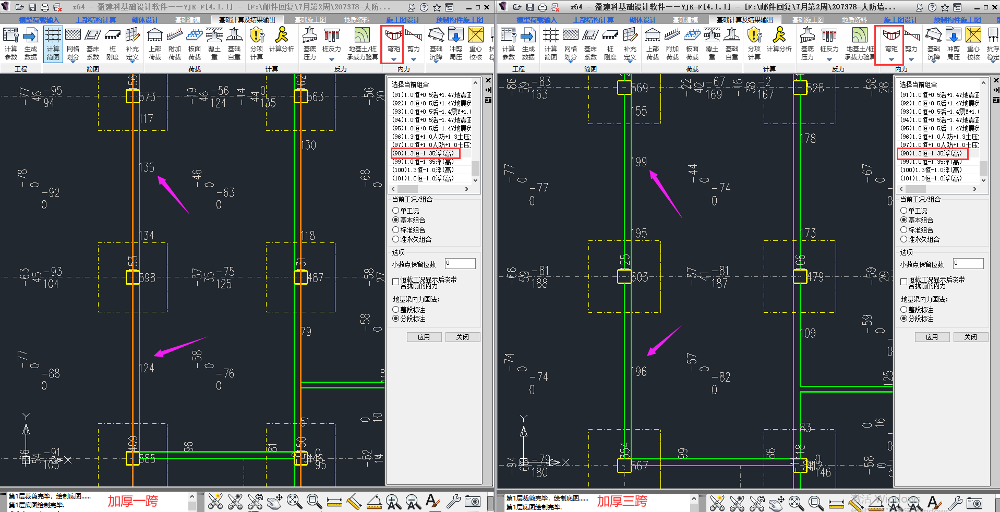 x64 - 盈建科基础设计软件——YJK-F[4.1.1] - [F:\邮件回复\7月第2周\207378-人防...
模型荷载输入 上部结构计算 砌体设计 基础建模 基础计算及结果输出 基础施工图 地质资料 施工图设计 预制构件施工图
计算参数 生成数据 计算简图 网格划分 基床系数 桩刚度 补充定义 上部荷载 附加荷载 板面荷载 覆土重 基础自重 分项计算 计算分析 基底压力 桩反力 地基土/桩承载力验算 弯矩 剪力 基础沉降 冲剪局压 重心校核
工程 简图 荷载 计算 反力 内力
-77 46 -95 94
156
573
117
-19 46 -56 124
-14 44 0 135
162
563
-56
130
135
-78 0 -92 0
-46 0 -63 0
-68 0
134
118
-63 45 -93 104
153
598
-37 35 -75 125
131
487
-58 27
79
-58 0
-77 0 -88 0
124
-58 0 -76 0
118
51
0 10
409
96
81
150
-91
54
103
585
446
0
95
-52 14
Y
X
选择当前组合
(91)1.0恒+0.5活+1.4Y地震正
(92)1.0恒+0.5活+1.4Y地震负
(93)1.0恒+0.5活-1.4震Y+1.0
(94)1.0恒+0.5活-1.4Y地震正
(95)1.0恒+0.5活-1.4Y地震负
(96)1.3恒+1.0人防+1.3土压
(97)1.0恒+1.0人防+1.0土压
(98)1.3恒-1.35浮(高)
(99)1.0恒-1.35浮(高)
(100)1.3恒-1.0浮(高)
(101)1.0恒-1.0浮(高)
当前工况/组合
单工况
基本组合
标准组合
准永久组合
选项
小数点保留位数 0
恒载工况显示后浇带
合拢前的内力
地基梁内力画法:
整段标注
分段标注
应用 关闭
第1层裁剪完毕, 绘制底图......
第1层底图绘制完毕.
加厚一跨
x64 - 盈建科基础设计软件——YJK-F[4.1.1] - [F:\邮件回复\7月第2周\207378-人防墙...
模型荷载输入 上部结构计算 砌体设计 基础建模 基础计算及结果输出 基础施工图 地质资料 施工图设计 预制构件施工图
计算参数 生成数据 计算简图 网格划分 基床系数 桩刚度 补充定义 上部荷载 附加荷载 板面荷载 覆土重 基础自重 分项计算 计算分析 基底压力 桩反力 地基土/桩承载力验算 弯矩 剪力 基础沉降 冲剪局压 重心校核 抗浮稳定
工程 简图 荷载 计算 反力 内力
-86 59 -83 163
569
155
-22 42 -67 169
-16 38 -2 167
528
-58 28
178
199
-77 0 -77 0
-44 0 -74 0
-67 0
0
195
173
-66 59 -81 188
125
603
-37 41 -81 187
106
479
-59 29
109
-59 0
-74 0 -74 0
196
-57 0 -82 0
0
125
83
0 16
0
354
99
86
118
-94
-79
180
567
0
146
-58 0
Y
X
选择当前组合
(91)1.0恒+0.5活+1.4Y地震正
(92)1.0恒+0.5活+1.4Y地震负
(93)1.0恒+0.5活-1.4震Y+1.0
(94)1.0恒+0.5活-1.4Y地震正
(95)1.0恒+0.5活-1.4Y地震负
(96)1.3恒+1.0人防+1.3土压
(97)1.0恒+1.0人防+1.0土压
(98)1.3恒-1.35浮(高)
(99)1.0恒-1.35浮(高)
(100)1.3恒-1.0浮(高)
(101)1.0恒-1.0浮(高)
当前工况/组合
单工况
基本组合
标准组合
准永久组合
选项
小数点保留位数 0
恒载工况显示后浇带
合拢前的内力
地基梁内力画法:
整段标注
分段标注
应用 关闭
第1层裁剪完毕, 绘制底图......
第1层底图绘制完毕.
加厚三跨
激活 Windows